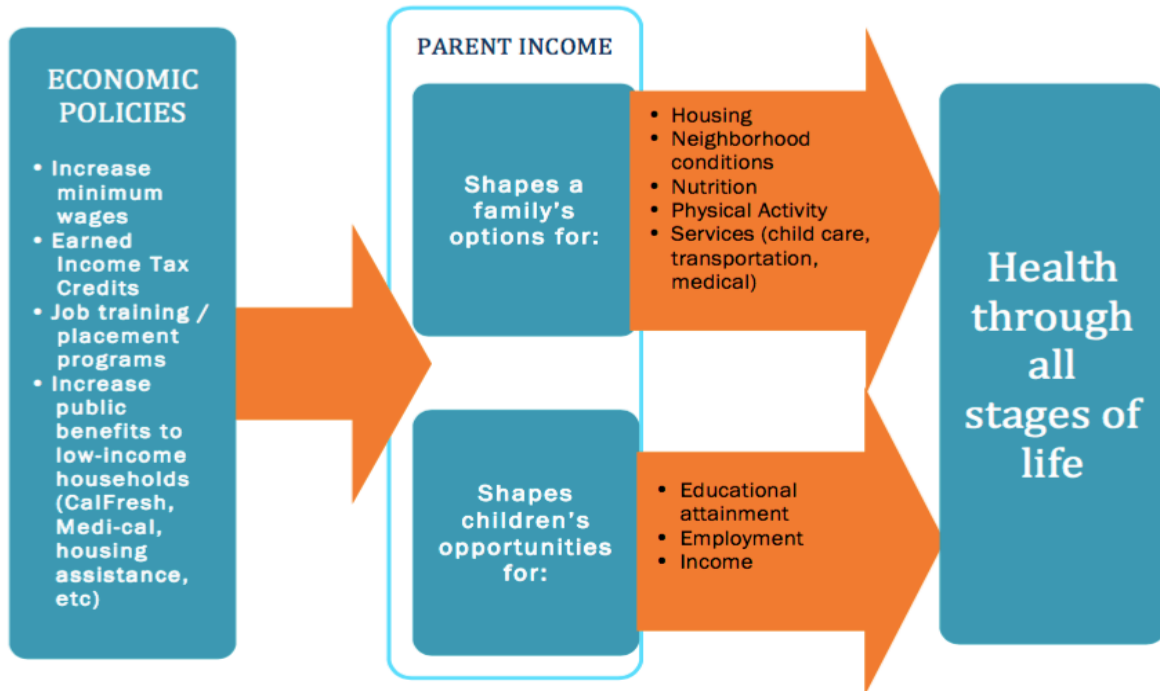 ECONOMIC
POLICIES
• Increase
minimum
wages
• Earned
Income Tax
Credits
• Job training /
placement
programs
• Increase
public
benefits to
low-income
households
(CalFresh,
Medi-cal,
housing
assistance,
etc)
PARENT INCOME
Shapes a
family's
options for:
• Housing
• Neighborhood
conditions
• Nutrition
• Physical Activity
• Services (child care,
transportation,
medical)
Shapes
children's
opportunities
for:
• Educational
attainment
• Employment
• Income
Health
through
all
stages of
life